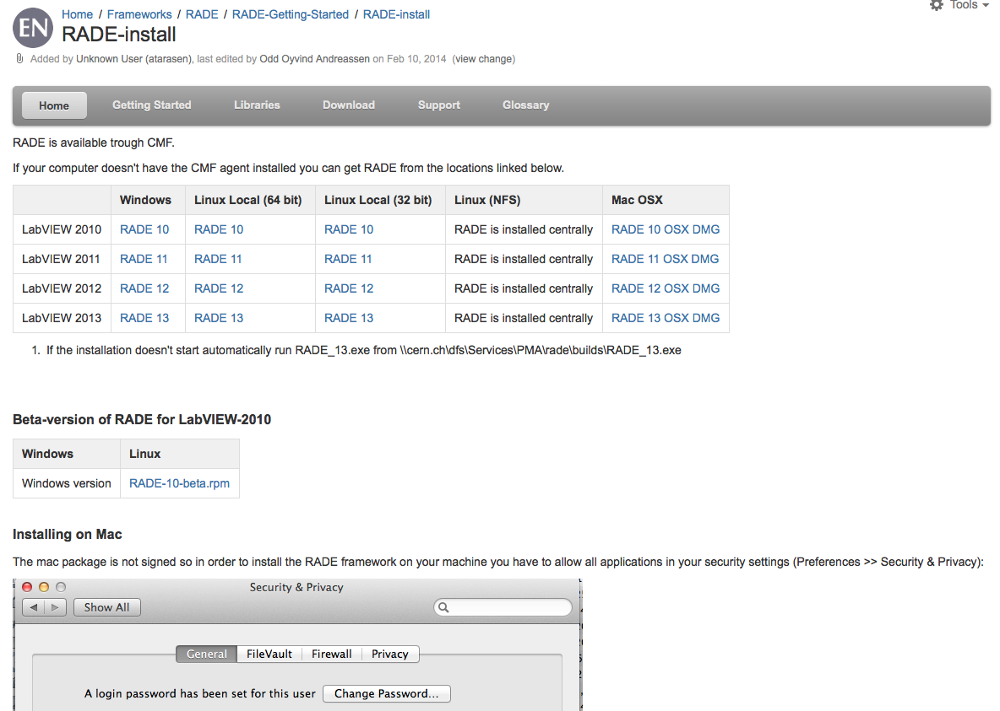 EN
Home / Frameworks / RADE / RADE-Getting-Started / RADE-install
Tools
RADE-install
Added by Unknown User (atarasen), last edited by Odd Oyvind Andreassen on Feb 10, 2014 (view change)
Home Getting Started Libraries Download Support Glossary
RADE is available trough CMF.
If your computer doesn't have the CMF agent installed you can get RADE from the locations linked below.
Windows Linux Local (64 bit) Linux Local (32 bit) Linux (NFS) Mac OSX
LabVIEW 2010 RADE 10 RADE 10 RADE 10 RADE is installed centrally RADE 10 OSX DMG
LabVIEW 2011 RADE 11 RADE 11 RADE 11 RADE is installed centrally RADE 11 OSX DMG
LabVIEW 2012 RADE 12 RADE 12 RADE 12 RADE is installed centrally RADE 12 OSX DMG
LabVIEW 2013 RADE 13 RADE 13 RADE 13 RADE is installed centrally RADE 13 OSX DMG
1. If the installation doesn't start automatically run RADE_13.exe from \\cern.ch\dfs\Services\PMA\rade\builds\RADE_13.exe
Beta-version of RADE for LabVIEW-2010
Windows Linux
Windows version RADE-10-beta.rpm
Installing on Mac
The mac package is not signed so in order to install the RADE framework on your machine you have to allow all applications in your security settings (Preferences >> Security & Privacy):
Security & Privacy
Show All
General FileVault Firewall Privacy
A login password has been set for this user Change Password...